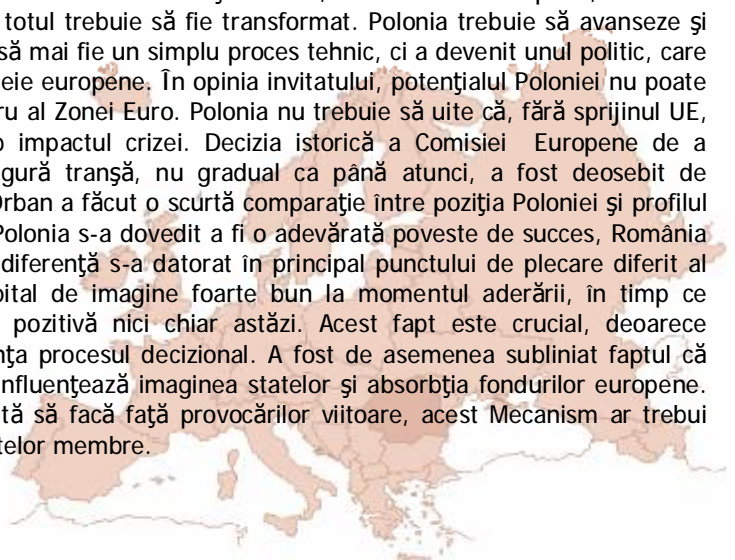 totul trebuie să fie transformat. Polonia trebuie să avanseze şi
să mai fie un simplu proces tehnic, ci a devenit unul politic, care
eie europene. În opinia invitatului, potenţialul Poloniei nu poate
ru al Zonei Euro. Polonia nu trebuie să uite că, fără sprijinul UE,
impactul crizei. Decizia istorică a Comisiei Europene de a
gură tranşă, nu gradual ca până atunci, a fost deosebit de
Orban a făcut o scurtă comparaţie între poziţia Poloniei şi profilul
Polonia s-a dovedit a fi o adevărată poveste de succes, România
diferenţă s-a datorat în principal punctului de plecare diferit al
pital de imagine foarte bun la momentul aderării, în timp ce
pozitivă nici chiar astăzi. Acest fapt este crucial, deoarece
nţa procesul decizional. A fost de asemenea subliniat faptul că
influenţează imaginea statelor şi absorbţia fondurilor europene.
tă să facă faţă provocărilor viitoare, acest Mecanism ar trebui
telor membre.